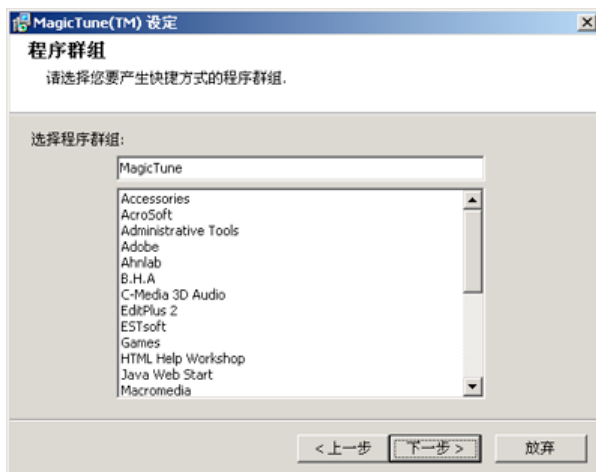 MagicTune(TM) 设定
程序群组
请选择您要产生快捷方式的程序群组.
选择程序群组:
MagicTune
Accessories
AcroSoft
Administrative Tools
Adobe
Ahnlab
B.H.A
C-Media 3D Audio
EditPlus 2
ESTsoft
Games
HTML Help Workshop
Java Web Start
Macromedia
<上一步 下一步> 放弃